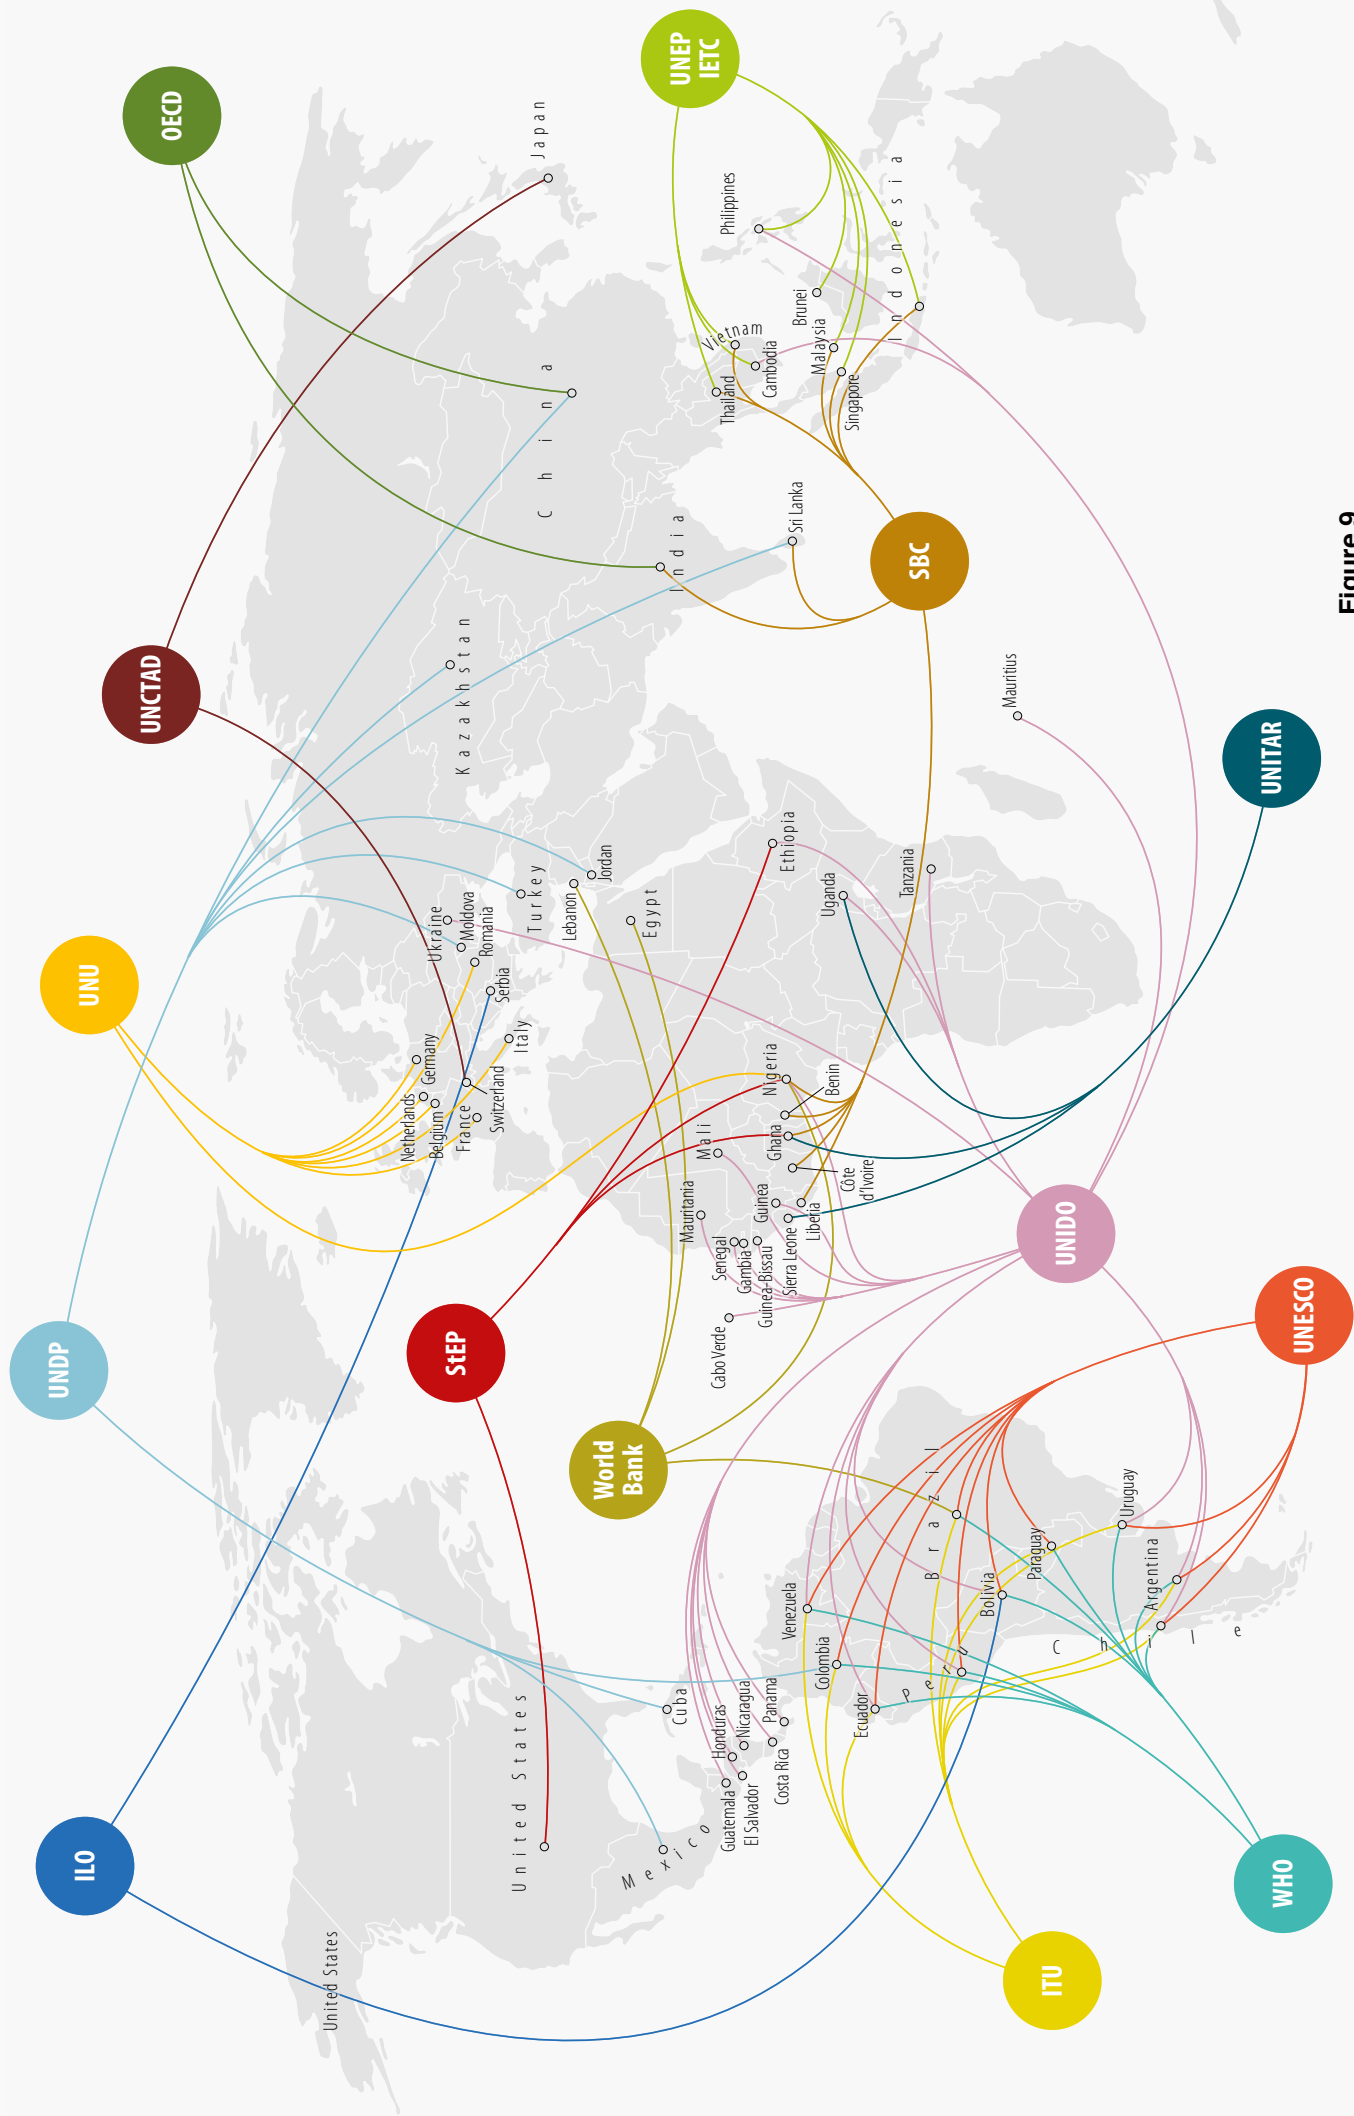 ILO
UNDP
UNU
UNCTAD
OECD
United States
United States
StEP
Netherlands
Belgium
France
Germany
Switzerland
Italy
Ukraine
Moldova
Romania
Serbia
Turkey
Kazakhstan
China
Japan
UNEP
IETC
Mexico
Cuba
World
Bank
Lebanon
Jordan
Egypt
India
Guatemala
Honduras
El Salvador
Nicaragua
Costa Rica
Panama
Cabo Verde
Mauritania
Senegal
Gambia
Guinea-Bissau
Guinea
Sierra Leone
Liberia
Mali
Ghana
Côte
d'Ivoire
Nigeria
Benin
Ethiopia
Uganda
Tanzania
Sri Lanka
Thailand
Vietnam
Cambodia
Philippines
Brunei
Malaysia
Singapore
Indonesia
SBC
Venezuela
Colombia
Ecuador
Peru
Brazil
Bolivia
Paraguay
Uruguay
Argentina
Chile
Mauritius
ITU
UNIDO
WHO
UNESCO
UNITAR
Figure 9